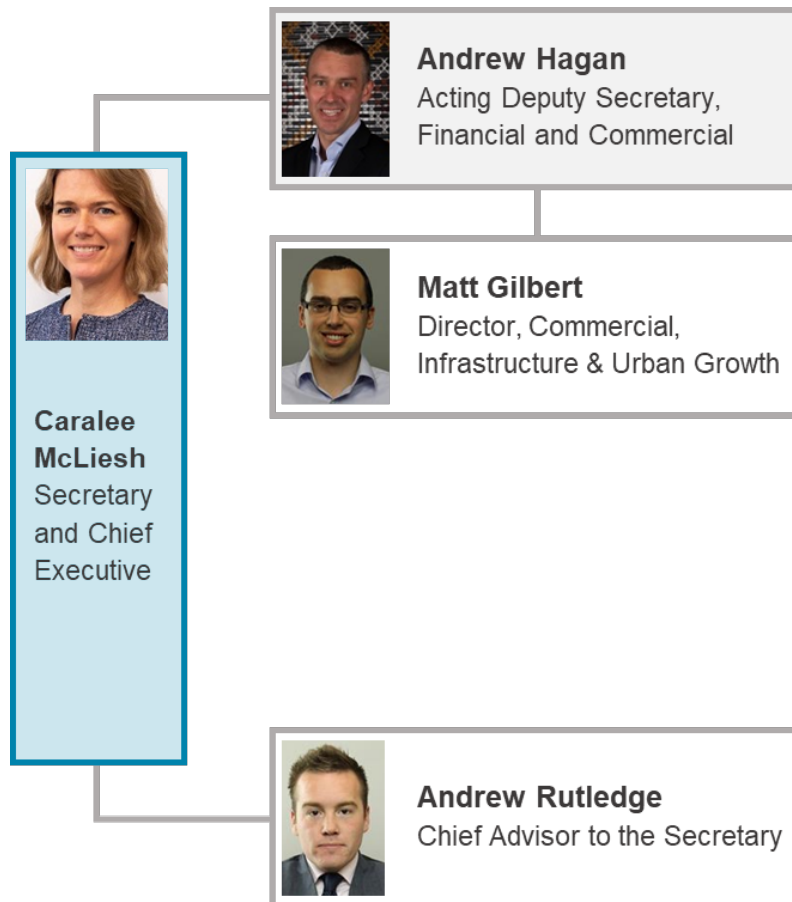 Andrew Hagan
Acting Deputy Secretary,
Financial and Commercial
Caralee
McLiesh
Secretary
and Chief
Executive
Matt Gilbert
Director, Commercial,
Infrastructure & Urban Growth
Andrew Rutledge
Chief Advisor to the Secretary